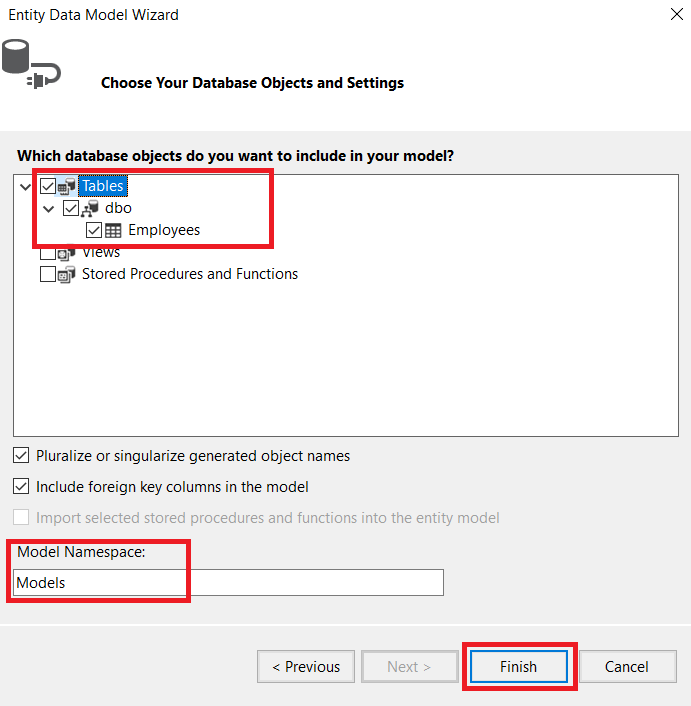 Entity Data Model Wizard
Choose Your Database Objects and Settings
Which database objects do you want to include in your model?
Tables
dbo
Employees
Views
Stored Procedures and Functions
Pluralize or singularize generated object names
Include foreign key columns in the model
Import selected stored procedures and functions into the entity model
Model Namespace:
Models
< Previous Next > Finish Cancel